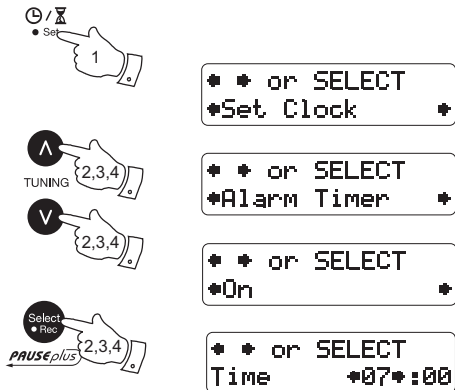 /
• Set
1
← → or SELECT
←Set Clock →
2,3,4
TUNING
← → or SELECT
←Alarm Timer →
2,3,4
← → or SELECT
←On →
Select
• Rec
PAUSEplus
2,3,4
← → or SELECT
Time ←07→:00